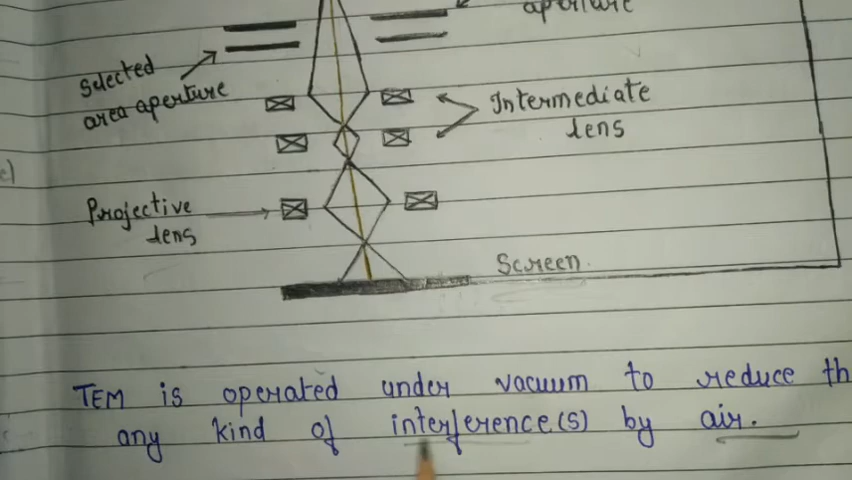 aperture
Selected
area aperture
Intermediate
lens
Projective
lens
Screen.
TEM is operated under vacuum to reduce th
any kind of interference(s) by air.